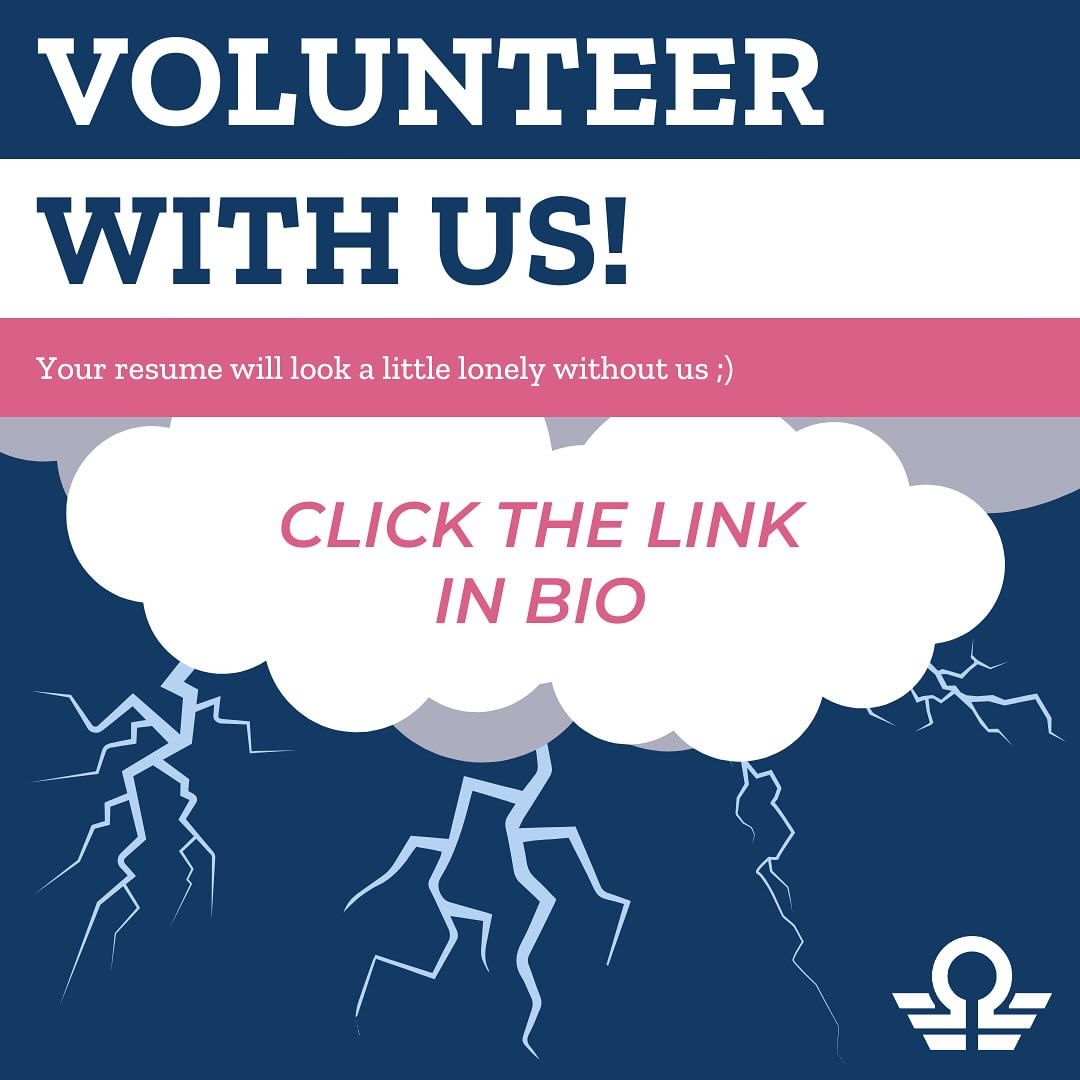 VOLUNTEER
WITH US!
Your resume will look a little lonely without us ;)
CLICK THE LINK
IN BIO